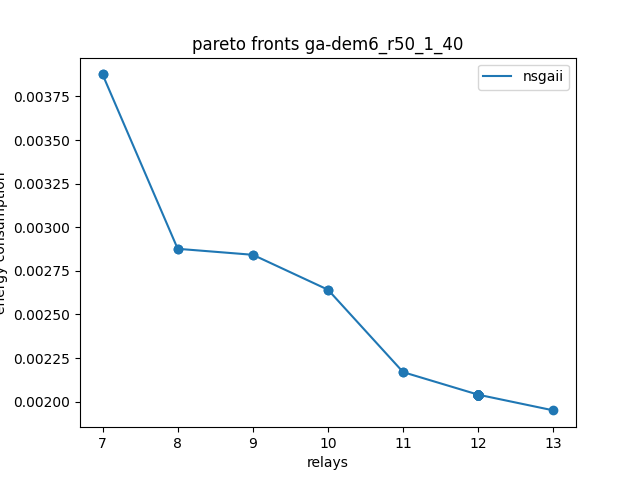 pareto fronts ga-dem6_r50_1_40
nsgaii
energy consumption
0.00375
0.00350
0.00325
0.00300
0.00275
0.00250
0.00225
0.00200
7 8 9 10 11 12 13
relays